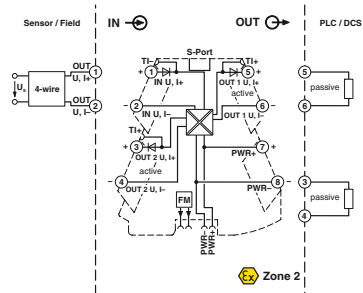 Sensor / Field
IN
OUT
PLC / DCS
S-Port
OUT
U, I+
1
Us
4-wire
OUT
U, I–
2
TI–
1
IN U, I+
TI+
5
OUT 1 U, I+
active
2
IN U, I–
6
OUT 1 U, I–
TI+
3
OUT 2 U, I+
active
4
OUT 2 U, I–
7
PWR+
8
PWR–
FM
PWR–
PWR+
5
passive
6
3
passive
4
Ex Zone 2